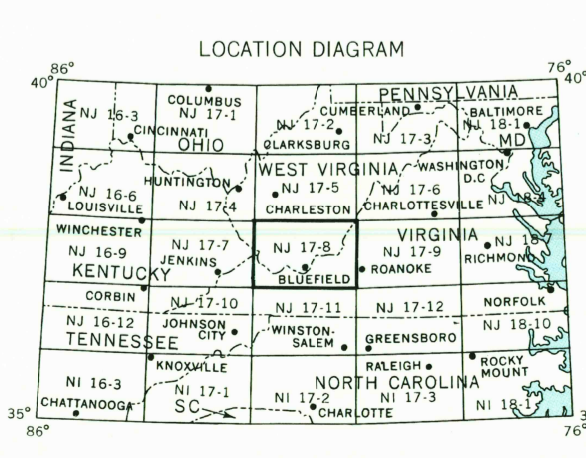 LOCATION DIAGRAM
86° 76°
40° 40°
INDIANA NJ 16-3 COLUMBUS PENNSYLVANIA
NJ 17-1 CUMBERLAND BALTIMORE
CINCINNATI NJ 17-2 NJ 17-3 NJ 18-1
OHIO CLARKSBURG MD
WEST VIRGINIA WASHINGTON
HUNTINGTON NJ 17-5 NJ 17-6 D.C
NJ 16-6 NJ 18-4
LOUISVILLE NJ 17-4 CHARLESTON CHARLOTTESVILLE
WINCHESTER VIRGINIA
NJ 16-9 NJ 17-7 NJ 17-8 NJ 17-9 NJ 18
JENKINS RICHMOND
KENTUCKY BLUEFIELD ROANOKE
CORBIN NJ 17-10 NJ 17-11 NJ 17-12 NORFOLK
NJ 16-12 JOHNSON WINSTON- NJ 18-10
TENNESSEE CITY SALEM GREENSBORO
KNOXVILLE RALEIGH ROCKY
MOUNT
NI 16-3 NI 17-1 NORTH CAROLINA
CHATTANOOGA SC NI 17-2 NI 17-3 NI 18-1
35° CHARLOTTE 3
86° 76°